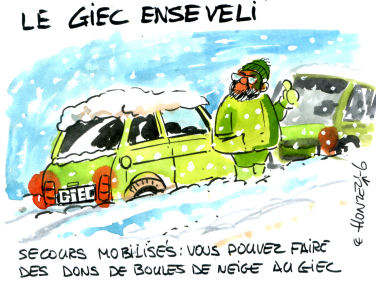 LE GIEC ENSEVELI
GIEC
SECOURS MOBILISÉS : VOUS POUVEZ FAIRE
DES DONS DE BOULES DE NEIGE AU GIEC